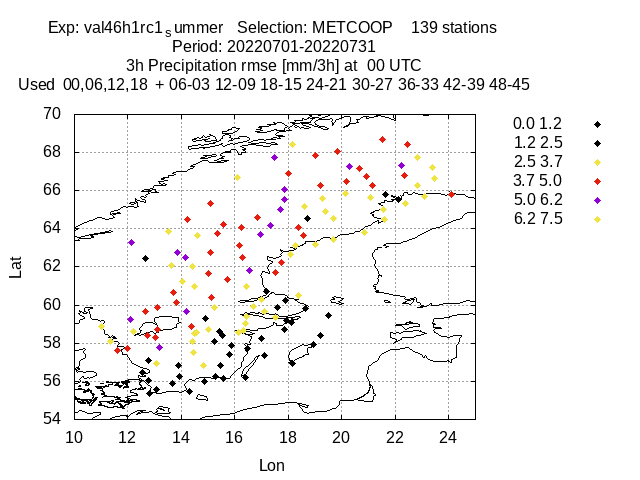 Exp: val46h1rc1summer Selection: METCOOP 139 stations
Period: 20220701-20220731
3h Precipitation rmse [mm/3h] at 00 UTC
Used 00,06,12,18 + 06-03 12-09 18-15 24-21 30-27 36-33 42-39 48-45
70
68
66
64
62
60
58
56
54
10 12 14 16 18 20 22 24
Lat
Lon
0.0 1.2
1.2 2.5
2.5 3.7
3.7 5.0
5.0 6.2
6.2 7.5